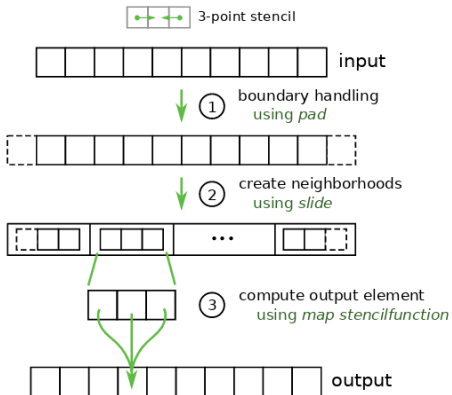 3-point stencil
input
1 boundary handling
using pad
2 create neighborhoods
using slide
...
3 compute output element
using map stencilfunction
output